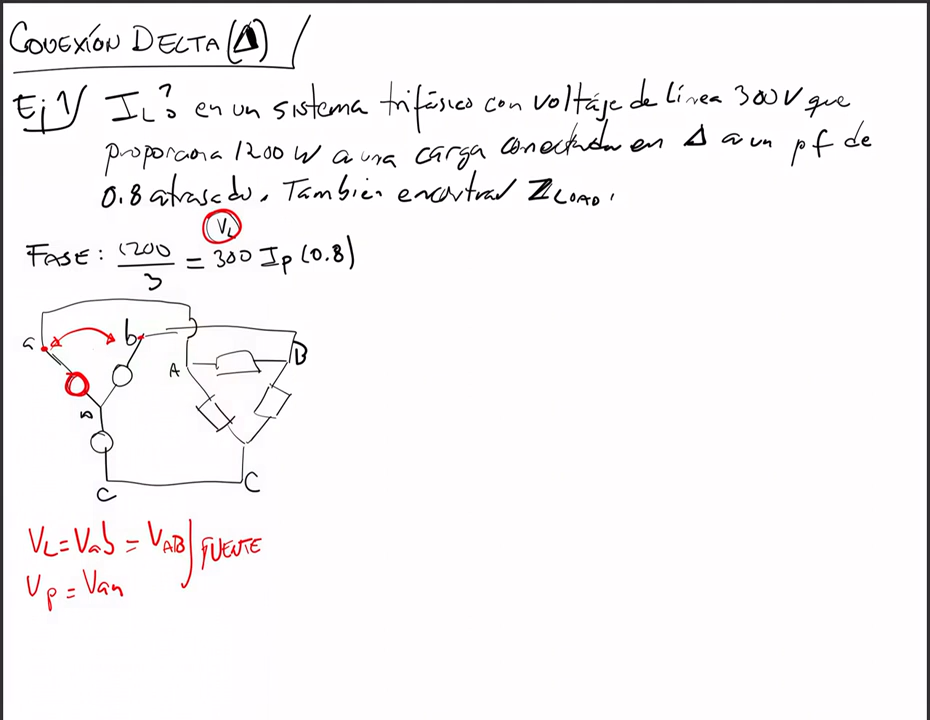 CONEXIÓN DELTA (Δ)
Ej 1/ IL? en un sistema trifásico con voltaje de línea 300V que
proporciona 1200 W a una carga conectada en Δ a un pf de
0.8 atrasado. También encontrar ZLOAD.
VL
FASE: 1200/3 = 300 Ip (0.8)
a
b
A
B
n
C
C
VL = Vab = VAB
FUENTE
Vp = Van